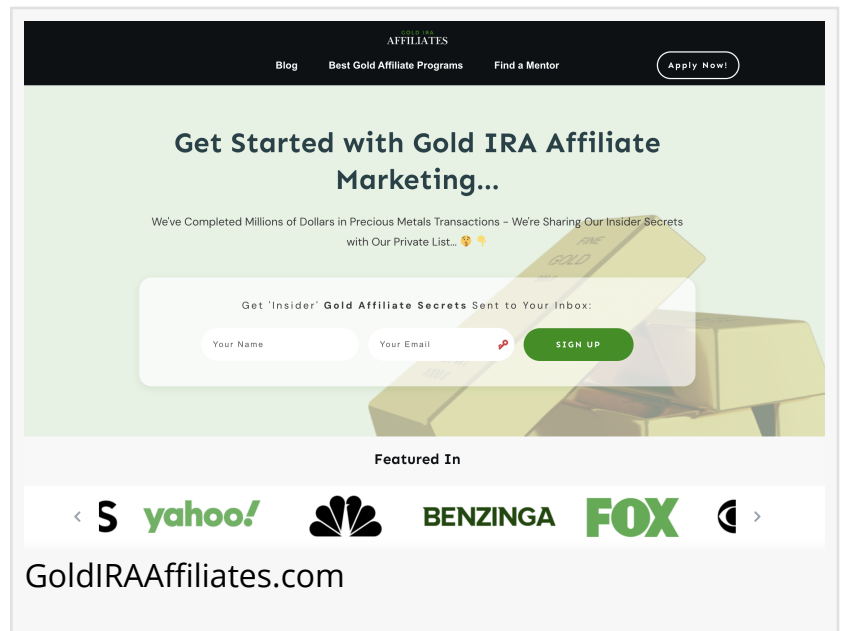 GOLD IRA
AFFILIATES
Blog Best Gold Affiliate Programs Find a Mentor Apply Now!
Get Started with Gold IRA Affiliate
Marketing...
We've Completed Millions of Dollars in Precious Metals Transactions – We're Sharing Our Insider Secrets
with Our Private List... 🤫 👇
FINE
GOLD
Get 'Insider' Gold Affiliate Secrets Sent to Your Inbox:
Your Name Your Email SIGN UP
Featured In
S yahoo! BENZINGA FOX
GoldIRAAffiliates.com